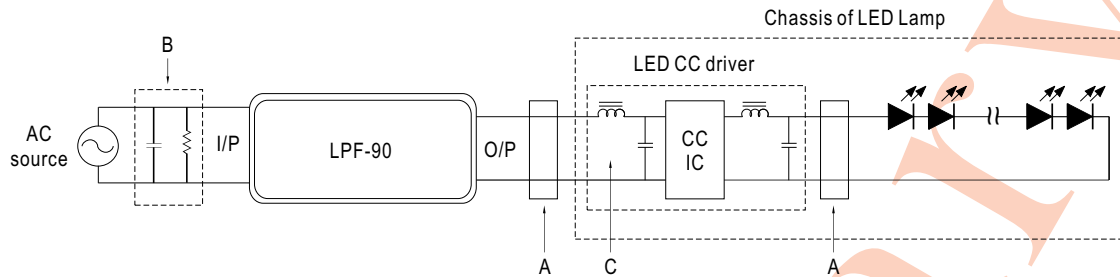 Chassis of LED Lamp
B
LED CC driver
AC
source
I/P
LPF-90
O/P
CC
IC
A
C
A